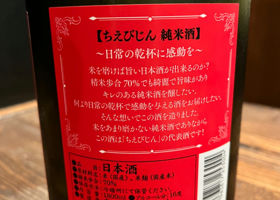 【ちえびじん 純米酒】
〜日常の乾杯に感動を〜
米を磨けば旨い日本酒が出来るのか?
精米歩合70%でも綺麗で旨味があり
キレのある純米酒を醸したい。
何より日常の乾杯で感動を与える酒をお届けしたい。
そんな想いでこの酒を造りました。
米をあまり磨かない純米酒でありながら
この酒は「ちえびじん」の代表酒です!
品目 日本酒
70%
1800ml